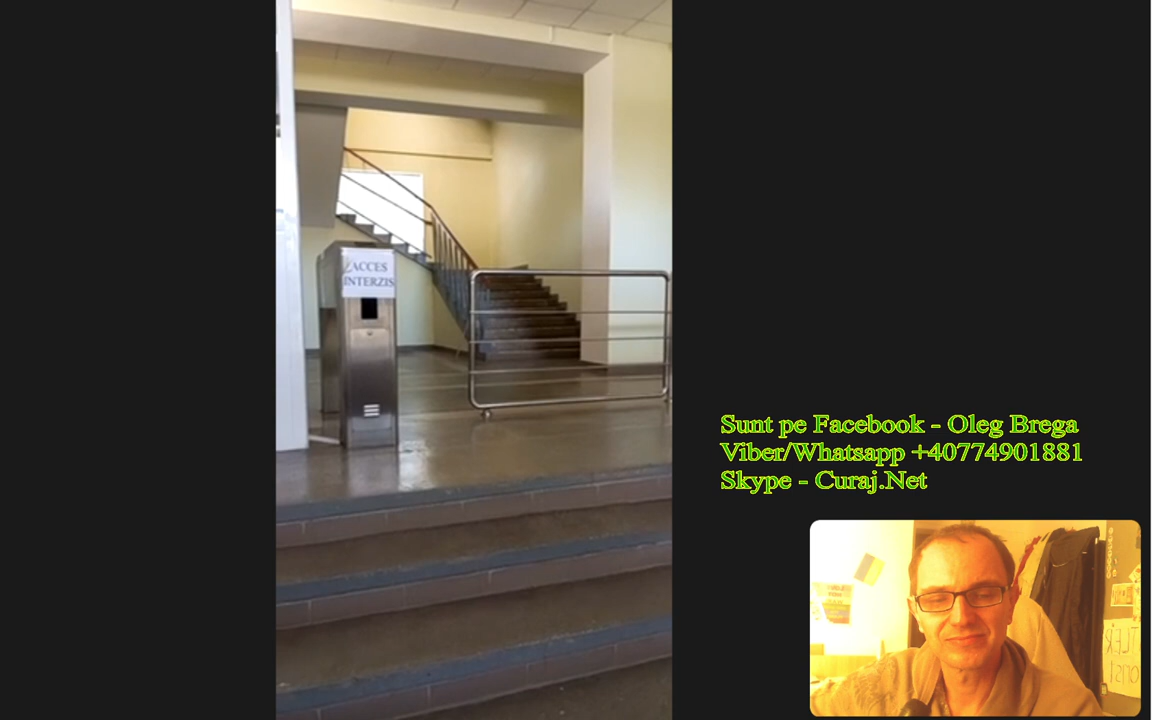 ACCES
INTERZIS
Sunt pe Facebook - Oleg Brega
Viber/Whatsapp +40774901881
Skype - Curaj.Net